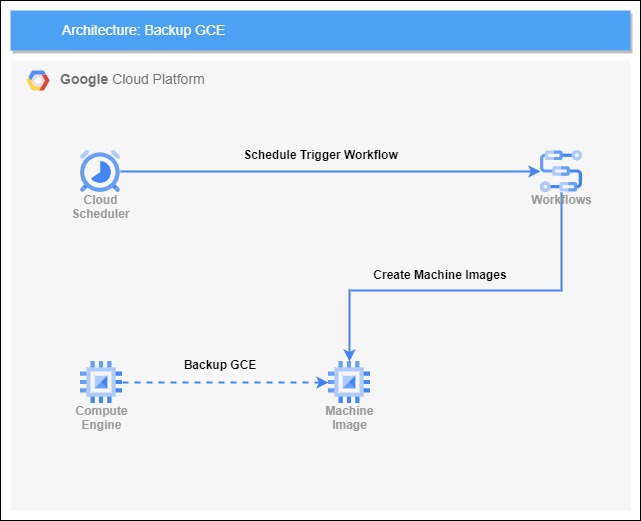 Architecture: Backup GCE
Google Cloud Platform
Schedule Trigger Workflow
Cloud
Scheduler
Workflows
Create Machine Images
Backup GCE
Compute
Engine
Machine
Image